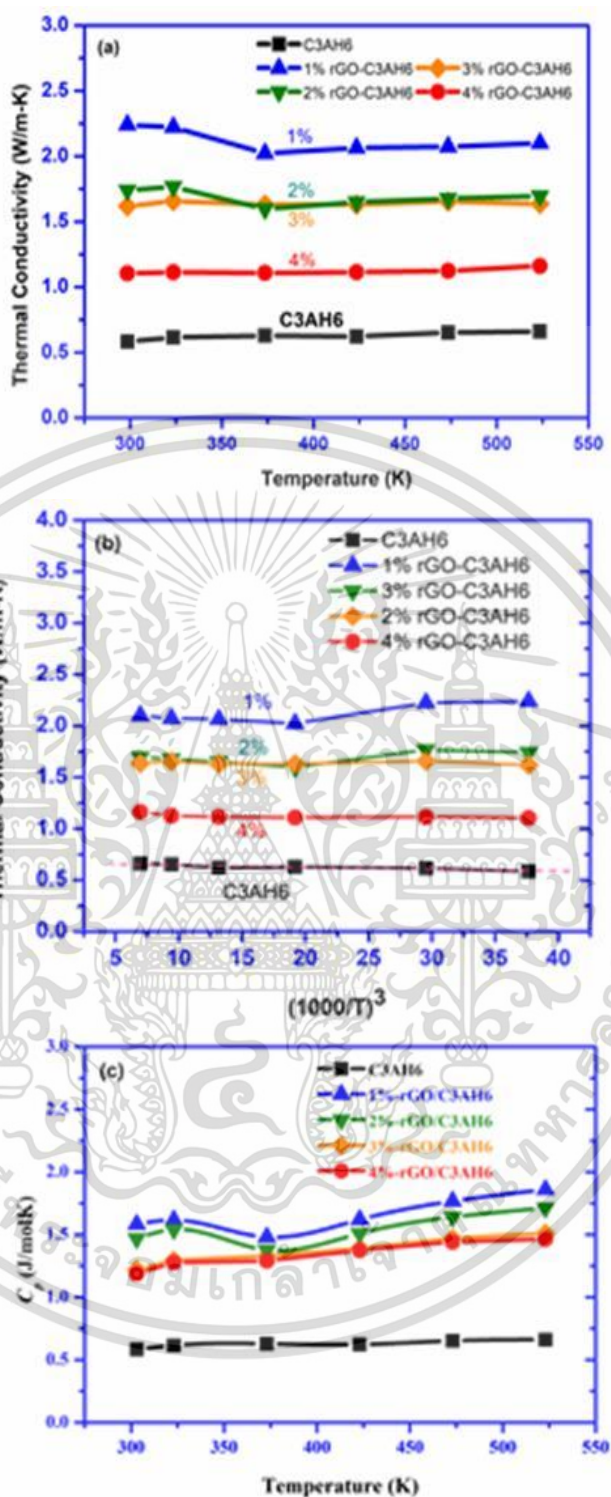 (a)
C3AH6
1% rGO-C3AH6 3% rGO-C3AH6
2% rGO-C3AH6 4% rGO-C3AH6
Thermal Conductivity (W/m-K)
3.0
2.5
2.0
1.5
1.0
0.5
0.0
1%
2%
3%
4%
C3AH6
300 350 400 450 500 550
Temperature (K)
(b)
C3AH6
1% rGO-C3AH6
3% rGO-C3AH6
2% rGO-C3AH6
4% rGO-C3AH6
4.0
3.5
3.0
2.5
2.0
1.5
1.0
0.5
0.0
1%
2%
3%
4%
C3AH6
5 10 15 20 25 30 35 40
(1000/T)3
(c)
C3AH6
1%-rGO/C3AH6
2%-rGO/C3AH6
3%-rGO/C3AH6
4%-rGO/C3AH6
Cp (J/molK)
3.0
2.5
2.0
1.5
1.0
0.5
0.0
300 350 400 450 500 550
Temperature (K)